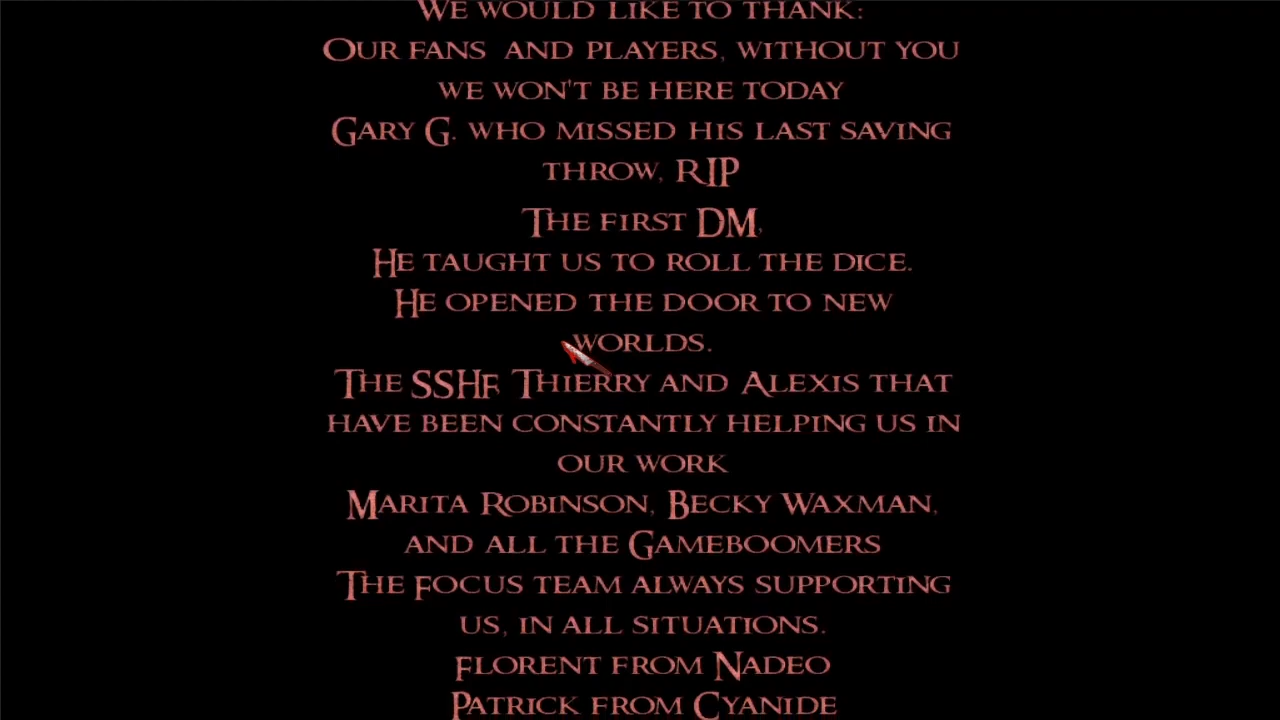 We would like to thank:
Our fans and players, without you
we won't be here today
Gary G. who missed his last saving
throw, RIP
The first DM,
He taught us to roll the dice.
He opened the door to new
worlds.
The SSHF, Thierry and Alexis that
have been constantly helping us in
our work
Marita Robinson, Becky Waxman,
and all the Gameboomers
The Focus team always supporting
us, in all situations.
Florent from Nadeo
Patrick from Cyanide